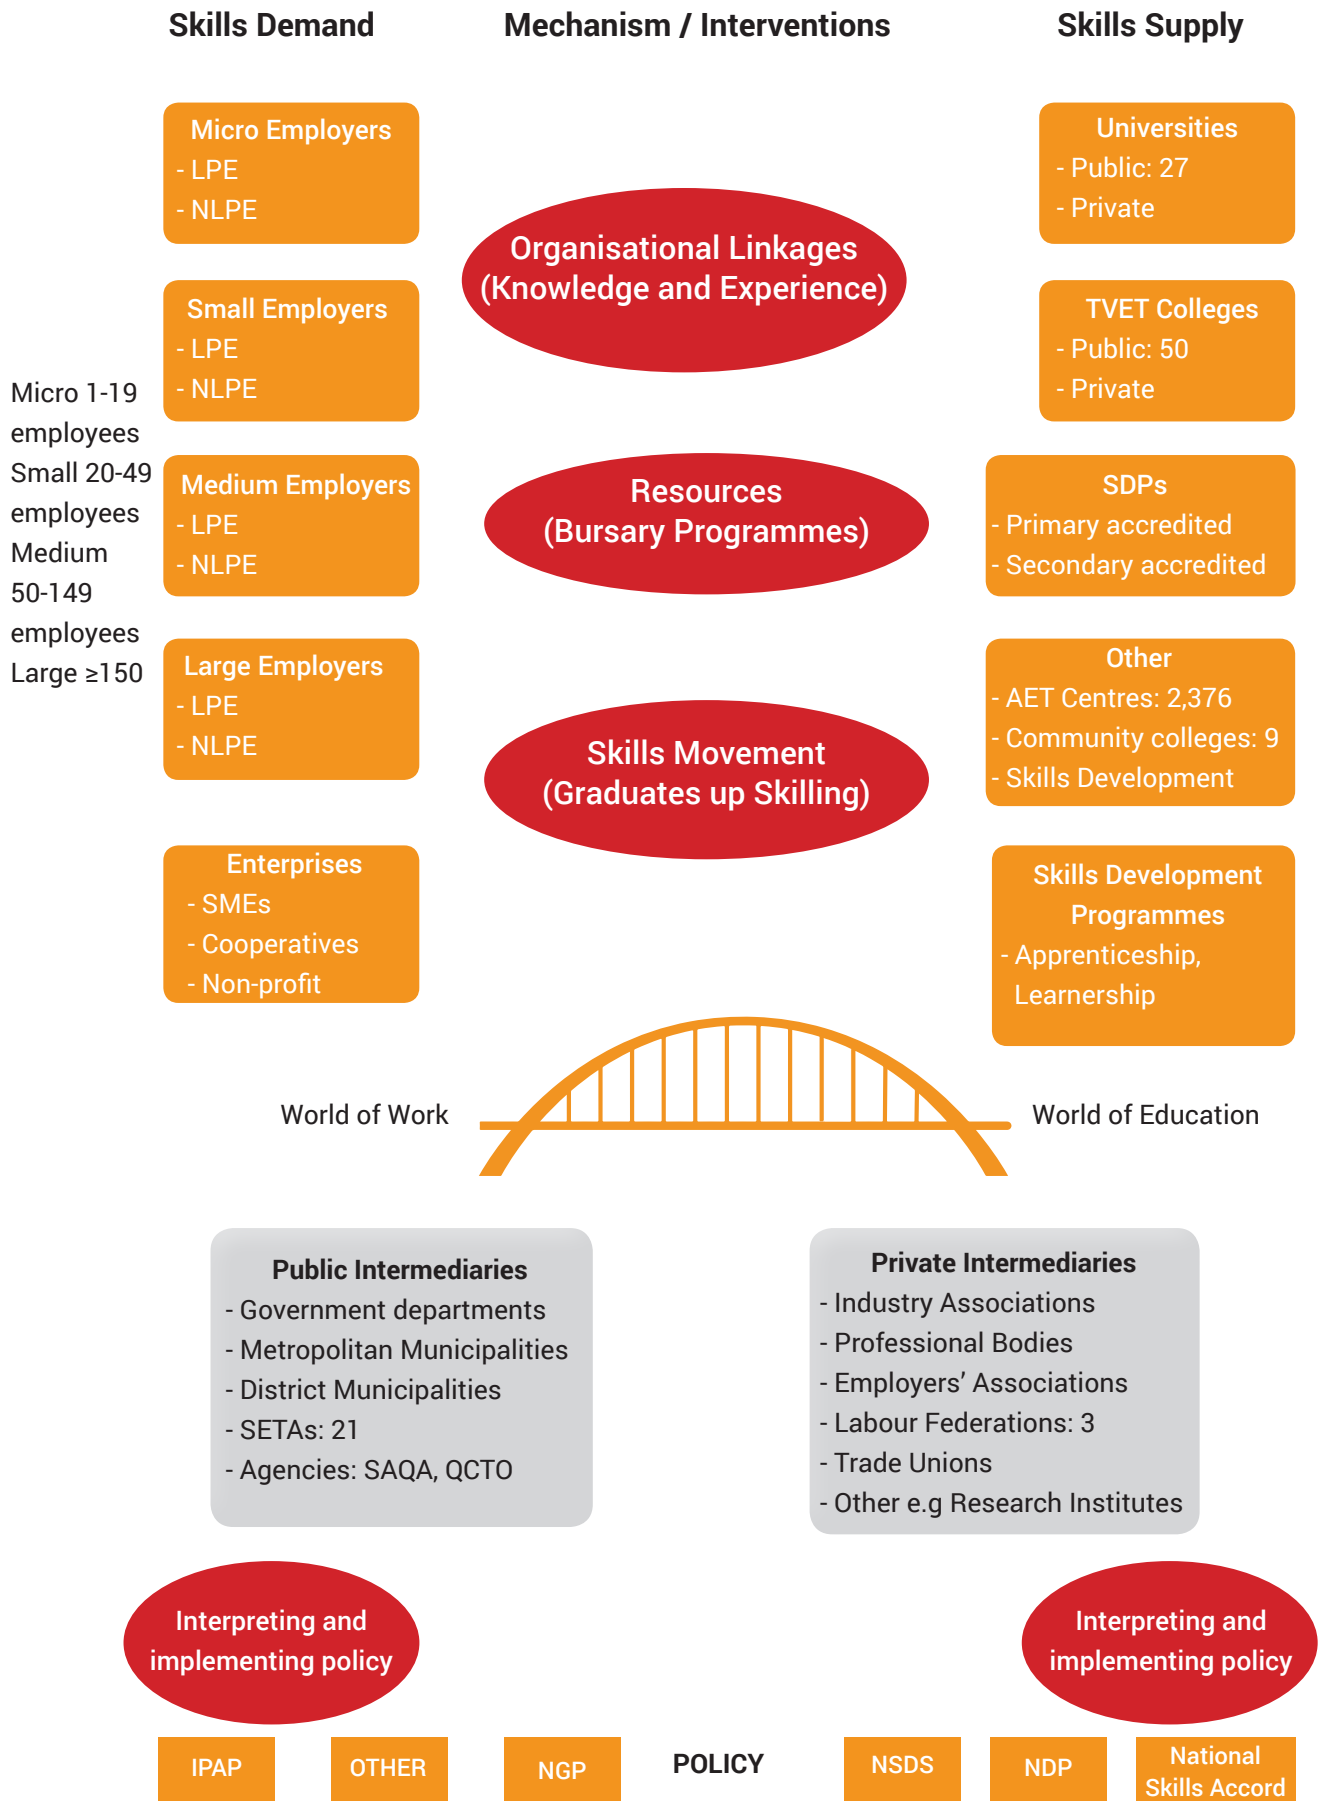 Skills Demand
Mechanism / Interventions
Skills Supply
Micro Employers
- LPE
- NLPE
Small Employers
- LPE
- NLPE
Micro 1-19
employees
Small 20-49
employees
Medium
50-149
employees
Large ≥150
Medium Employers
- LPE
- NLPE
Large Employers
- LPE
- NLPE
Enterprises
- SMEs
- Cooperatives
- Non-profit
Organisational Linkages
(Knowledge and Experience)
Resources
(Bursary Programmes)
Skills Movement
(Graduates up Skilling)
Universities
- Public: 27
- Private
TVET Colleges
- Public: 50
- Private
SDPs
- Primary accredited
- Secondary accredited
Other
- AET Centres: 2,376
- Community colleges: 9
- Skills Development
Skills Development
Programmes
- Apprenticeship,
Learnership
World of Work
World of Education
Public Intermediaries
- Government departments
- Metropolitan Municipalities
- District Municipalities
- SETAs: 21
- Agencies: SAQA, QCTO
Private Intermediaries
- Industry Associations
- Professional Bodies
- Employers’ Associations
- Labour Federations: 3
- Trade Unions
- Other e.g Research Institutes
Interpreting and
implementing policy
Interpreting and
implementing policy
IPAP
OTHER
NGP
POLICY
NSDS
NDP
National
Skills Accord